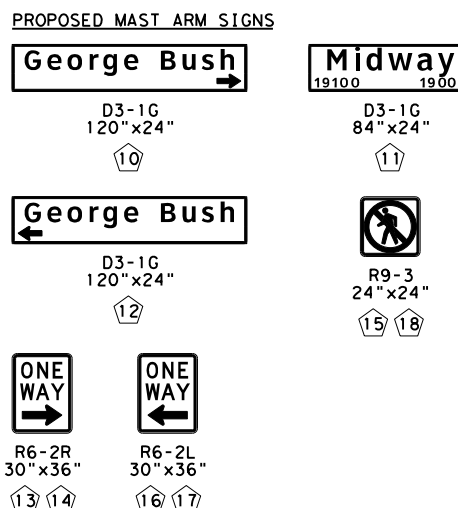 PROPOSED MAST ARM SIGNS
George Bush
D3-1G
120"x24"
10
Midway
19100 1900
D3-1G
84"x24"
11
George Bush
D3-1G
120"x24"
12
R9-3
24"x24"
15 18
ONE
WAY
R6-2R
30"x36"
13 14
ONE
WAY
R6-2L
30"x36"
16 17